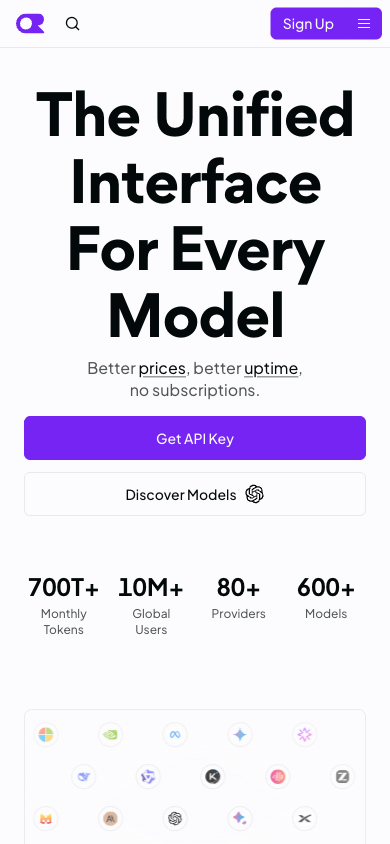 Sign Up
The Unified
Interface
For Every
Model
Better prices, better uptime,
no subscriptions.
Get API Key
Discover Models
700T+ 10M+ 80+ 600+
Monthly Global Providers Models
Tokens Users